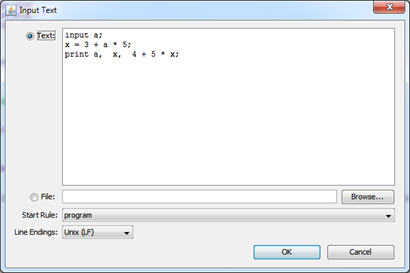 Input Text
Text:
input a;
x = 3 + a * 5;
print a,  x,  4 + 5 * x;
File:
Browse...
Start Rule:
program
Line Endings:
Unix (LF)
OK
Cancel